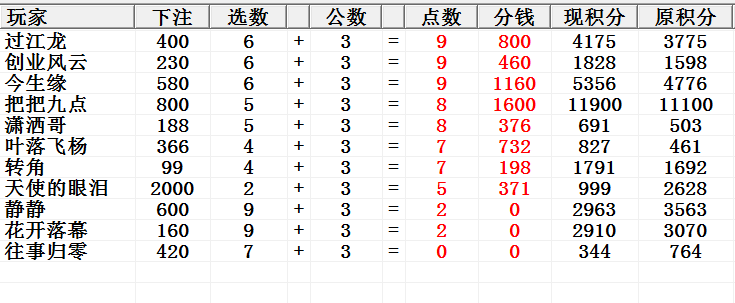 玩家 下注 选数 公数 点数 分钱 现积分 原积分
过江龙 400 6 + 3 = 9 800 4175 3775
创业风云 230 6 + 3 = 9 460 1828 1598
今生缘 580 6 + 3 = 9 1160 5356 4776
把把九点 800 5 + 3 = 8 1600 11900 11100
潇洒哥 188 5 + 3 = 8 376 691 503
叶落飞杨 366 4 + 3 = 7 732 827 461
转角 99 4 + 3 = 7 198 1791 1692
天使的眼泪 2000 2 + 3 = 5 371 999 2628
静静 600 9 + 3 = 2 0 2963 3563
花开落幕 160 9 + 3 = 2 0 2910 3070
往事归零 420 7 + 3 = 0 0 344 764